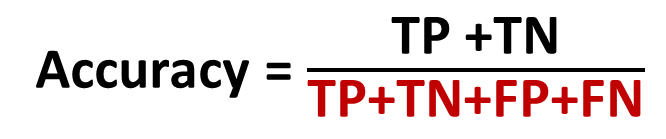 TP +TN
Accuracy =
TP+TN+FP+FN